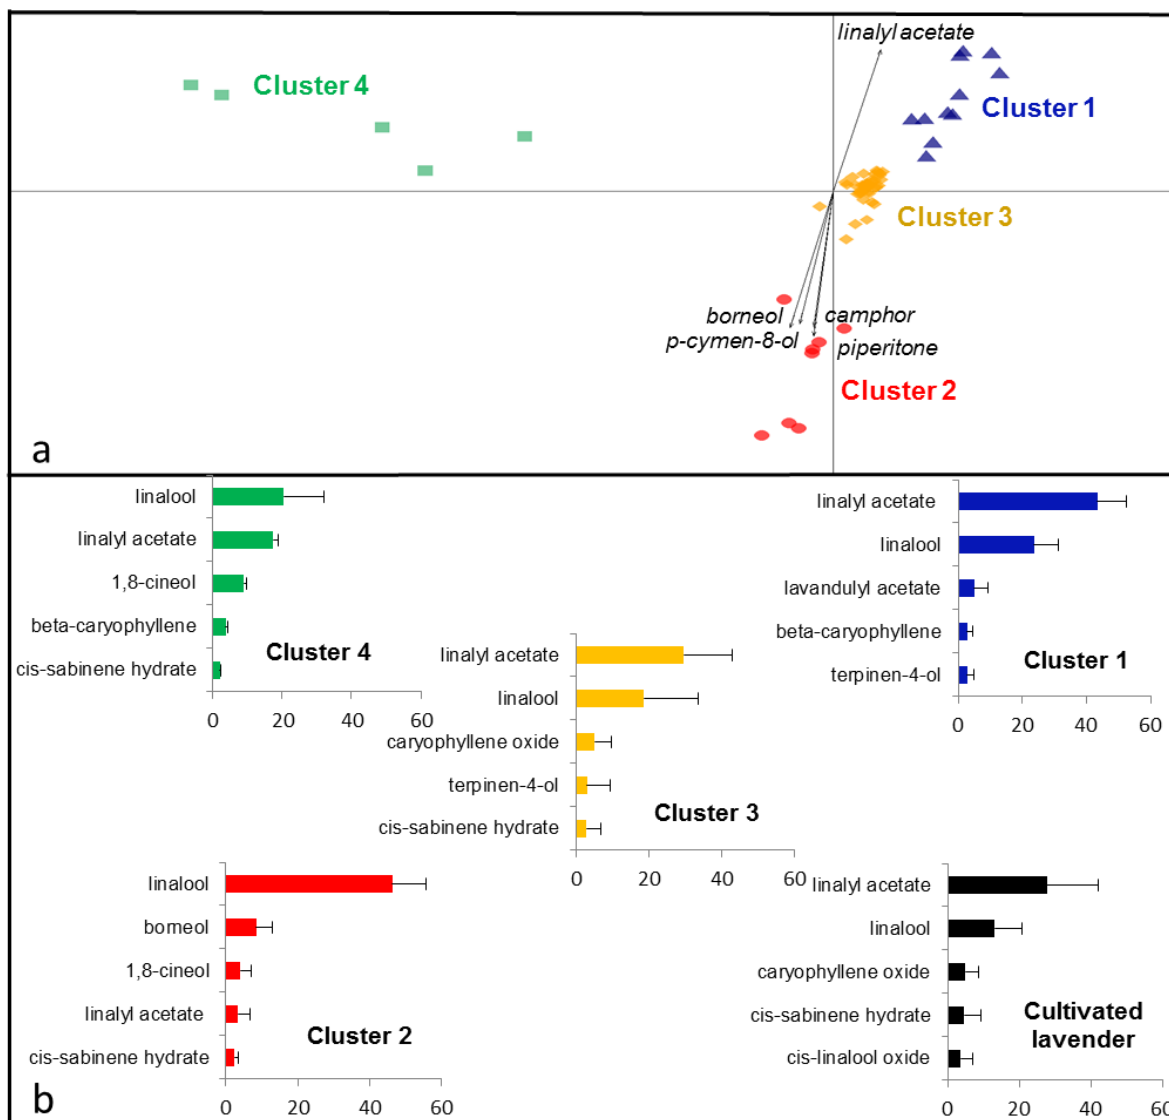 linalyl acetate
Cluster 4
Cluster 1
Cluster 3
borneol
camphor
p-cymen-8-ol
piperitone
Cluster 2
a
linalool
linalyl acetate
1,8-cineol
beta-caryophyllene
cis-sabinene hydrate
Cluster 4
0 20 40 60
linalyl acetate
linalool
lavandulyl acetate
beta-caryophyllene
terpinen-4-ol
Cluster 1
0 20 40 60
linalyl acetate
linalool
caryophyllene oxide
terpinen-4-ol
cis-sabinene hydrate
Cluster 3
0 20 40 60
linalool
borneol
1,8-cineol
linalyl acetate
cis-sabinene hydrate
Cluster 2
0 20 40 60
linalyl acetate
linalool
caryophyllene oxide
cis-sabinene hydrate
cis-linalool oxide
Cultivated
lavender
0 20 40 60
b